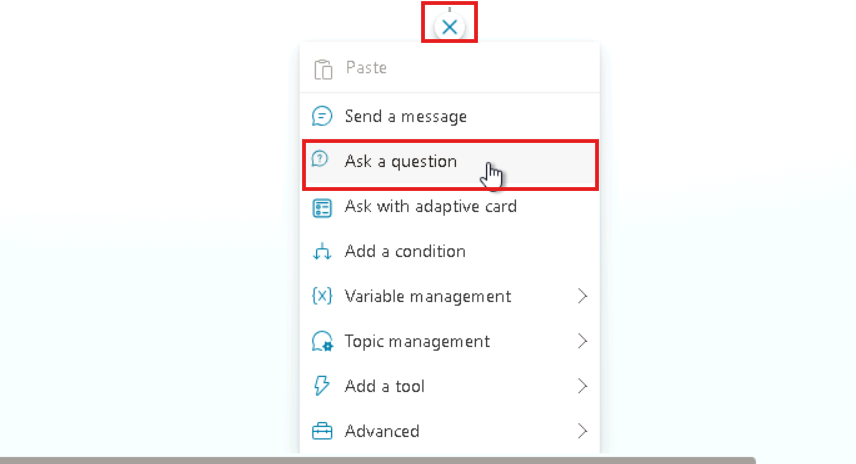 Paste
Send a message
Ask a question
Ask with adaptive card
Add a condition
{x} Variable management
Topic management
Add a tool
Advanced